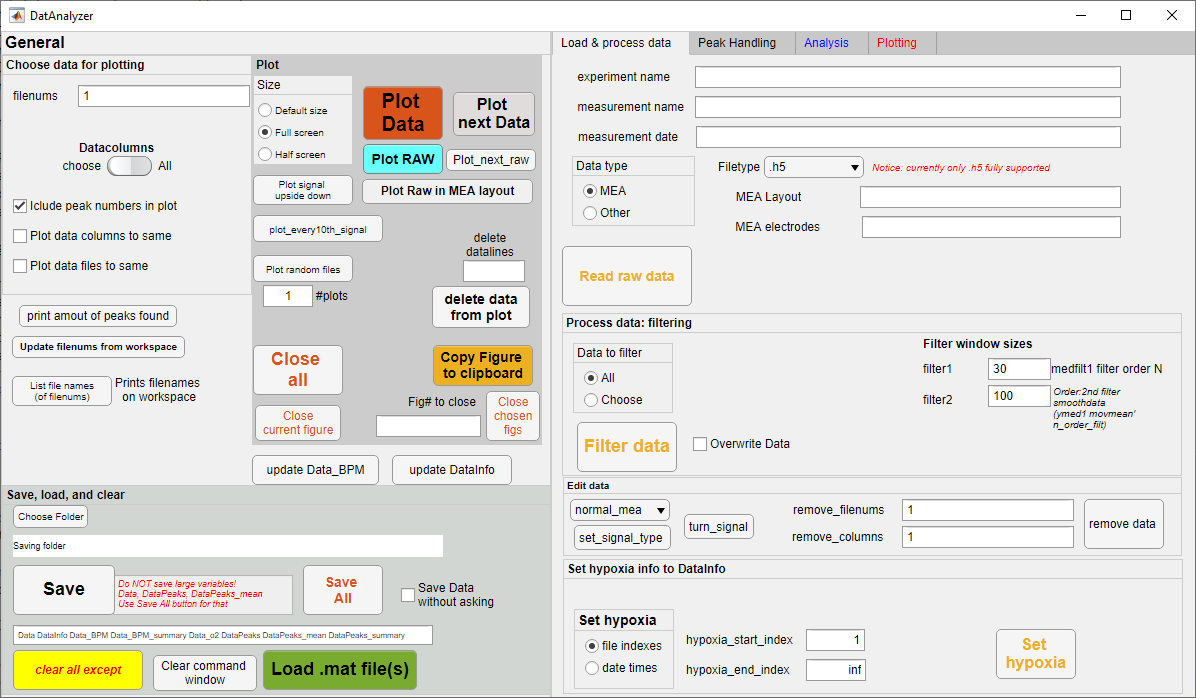 DatAnalyzer
General
Choose data for plotting
filenums
1
Datacolumns
choose
All
Iclude peak numbers in plot
Plot data columns to same
Plot data files to same
print amout of peaks found
Update filenums from workspace
List file names
(of filenums)
Prints filenames
on workspace
Plot
Size
Default size
Full screen
Half screen
Plot
Data
Plot
next Data
Plot RAW
Plot_next_raw
Plot signal
upside down
Plot Raw in MEA layout
plot_every10th_signal
delete
datalines
Plot random files
1
#plots
delete data
from plot
Close
all
Copy Figure
to clipboard
Close
current figure
Fig# to close
Close
chosen
figs
update Data_BPM
update DataInfo
Save, load, and clear
Choose Folder
Saving folder
Save
Do NOT save large variables!
Data, DataPeaks, DataPeaks_mean
Use Save All button for that
Save
All
Save Data
without asking
Data DataInfo Data_BPM Data_BPM_summary Data_o2 DataPeaks DataPeaks_mean DataPeaks_summary
clear all except
Clear command
window
Load .mat file(s)
Load & process data
Peak Handling
Analysis
Plotting
experiment name
measurement name
measurement date
Data type
MEA
Other
Filetype
.h5
Notice: currently only .h5 fully supported
MEA Layout
MEA electrodes
Read raw data
Process data: filtering
Data to filter
All
Choose
Filter window sizes
filter1
30
medfilt1 filter order N
filter2
100
Order:2nd filter
smoothdata
(ymed1 movmean'
n_order_filt)
Filter data
Overwrite Data
Edit data
normal_mea
set_signal_type
turn_signal
remove_filenums
1
remove_columns
1
remove data
Set hypoxia info to DataInfo
Set hypoxia
file indexes
date times
hypoxia_start_index
1
hypoxia_end_index
inf
Set
hypoxia